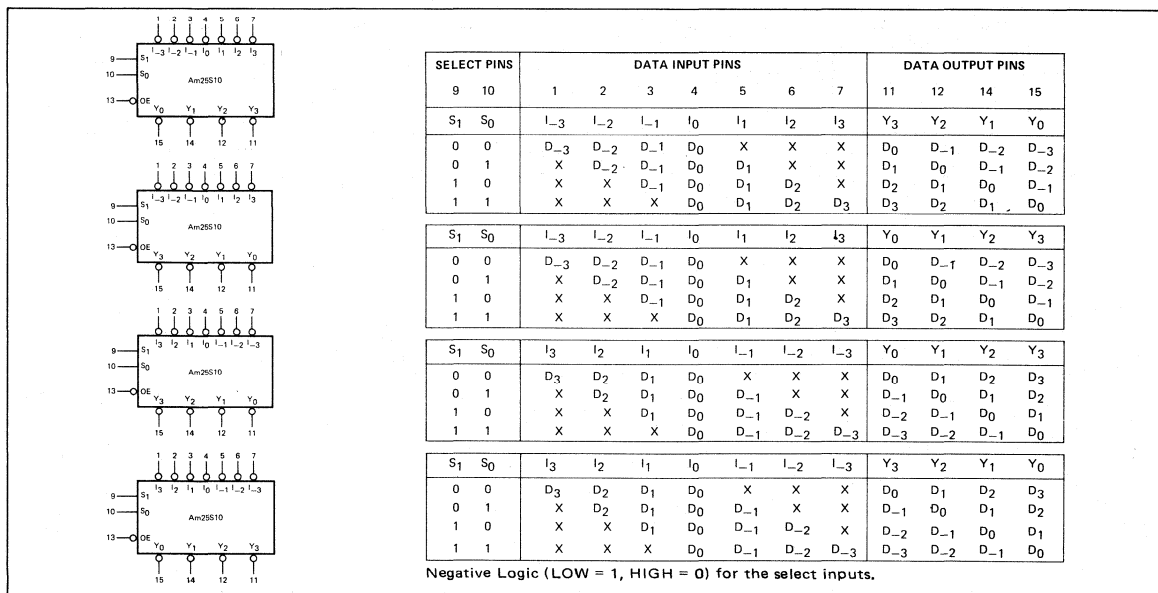 1 2 3 4 5 6 7
I₋₃ I₋₂ I₋₁ I₀ I₁ I₂ I₃
9 S₁
10 S₀
Am25S10
13 OE
Y₀ Y₁ Y₂ Y₃
15 14 12 11
1 2 3 4 5 6 7
I₋₃ I₋₂ I₋₁ I₀ I₁ I₂ I₃
9 S₁
10 S₀
Am25S10
13 OE
Y₃ Y₂ Y₁ Y₀
15 14 12 11
1 2 3 4 5 6 7
I₃ I₂ I₁ I₀ I₋₁ I₋₂ I₋₃
9 S₁
10 S₀
Am25S10
13 OE
Y₃ Y₂ Y₁ Y₀
15 14 12 11
1 2 3 4 5 6 7
I₃ I₂ I₁ I₀ I₋₁ I₋₂ I₋₃
9 S₁
10 S₀
Am25S10
13 OE
Y₀ Y₁ Y₂ Y₃
15 14 12 11
SELECT PINS DATA INPUT PINS DATA OUTPUT PINS
9 10 1 2 3 4 5 6 7 11 12 14 15
S₁ S₀ I₋₃ I₋₂ I₋₁ I₀ I₁ I₂ I₃ Y₃ Y₂ Y₁ Y₀
0 0 D₋₃ D₋₂ D₋₁ D₀ X X X D₀ D₋₁ D₋₂ D₋₃
0 1 X D₋₂ D₋₁ D₀ D₁ X X D₁ D₀ D₋₁ D₋₂
1 0 X X D₋₁ D₀ D₁ D₂ X D₂ D₁ D₀ D₋₁
1 1 X X X D₀ D₁ D₂ D₃ D₃ D₂ D₁ D₀
S₁ S₀ I₋₃ I₋₂ I₋₁ I₀ I₁ I₂ I₃ Y₀ Y₁ Y₂ Y₃
0 0 D₋₃ D₋₂ D₋₁ D₀ X X X D₀ D₋₁ D₋₂ D₋₃
0 1 X D₋₂ D₋₁ D₀ D₁ X X D₁ D₀ D₋₁ D₋₂
1 0 X X D₋₁ D₀ D₁ D₂ X D₂ D₁ D₀ D₋₁
1 1 X X X D₀ D₁ D₂ D₃ D₃ D₂ D₁ D₀
S₁ S₀ I₃ I₂ I₁ I₀ I₋₁ I₋₂ I₋₃ Y₀ Y₁ Y₂ Y₃
0 0 D₃ D₂ D₁ D₀ X X X D₀ D₁ D₂ D₃
0 1 X D₂ D₁ D₀ D₋₁ X X D₋₁ D₀ D₁ D₂
1 0 X X D₁ D₀ D₋₁ D₋₂ X D₋₂ D₋₁ D₀ D₁
1 1 X X X D₀ D₋₁ D₋₂ D₋₃ D₋₃ D₋₂ D₋₁ D₀
S₁ S₀ I₃ I₂ I₁ I₀ I₋₁ I₋₂ I₋₃ Y₃ Y₂ Y₁ Y₀
0 0 D₃ D₂ D₁ D₀ X X X D₀ D₁ D₂ D₃
0 1 X D₂ D₁ D₀ D₋₁ X X D₋₁ D₀ D₁ D₂
1 0 X X D₁ D₀ D₋₁ D₋₂ X D₋₂ D₋₁ D₀ D₁
1 1 X X X D₀ D₋₁ D₋₂ D₋₃ D₋₃ D₋₂ D₋₁ D₀
Negative Logic (LOW = 1, HIGH = 0) for the select inputs.